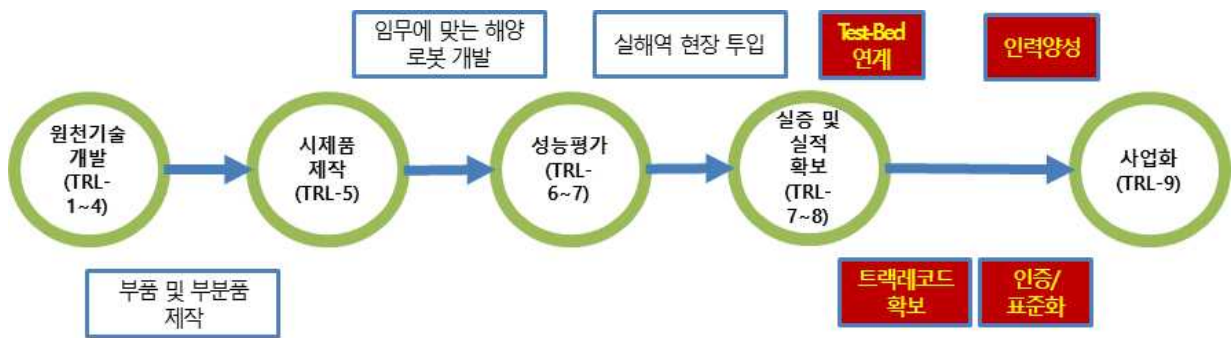 임무에 맞는 해양
로봇 개발
실해역 현장 투입
Test-Bed
연계
인력양성
원천기술
개발
(TRL-
1~4)
시제품
제작
(TRL-5)
성능평가
(TRL-
6~7)
실증 및
실적
확보
(TRL-
7~8)
사업화
(TRL-9)
부품 및 부분품
제작
트랙레코드
확보
인증/
표준화